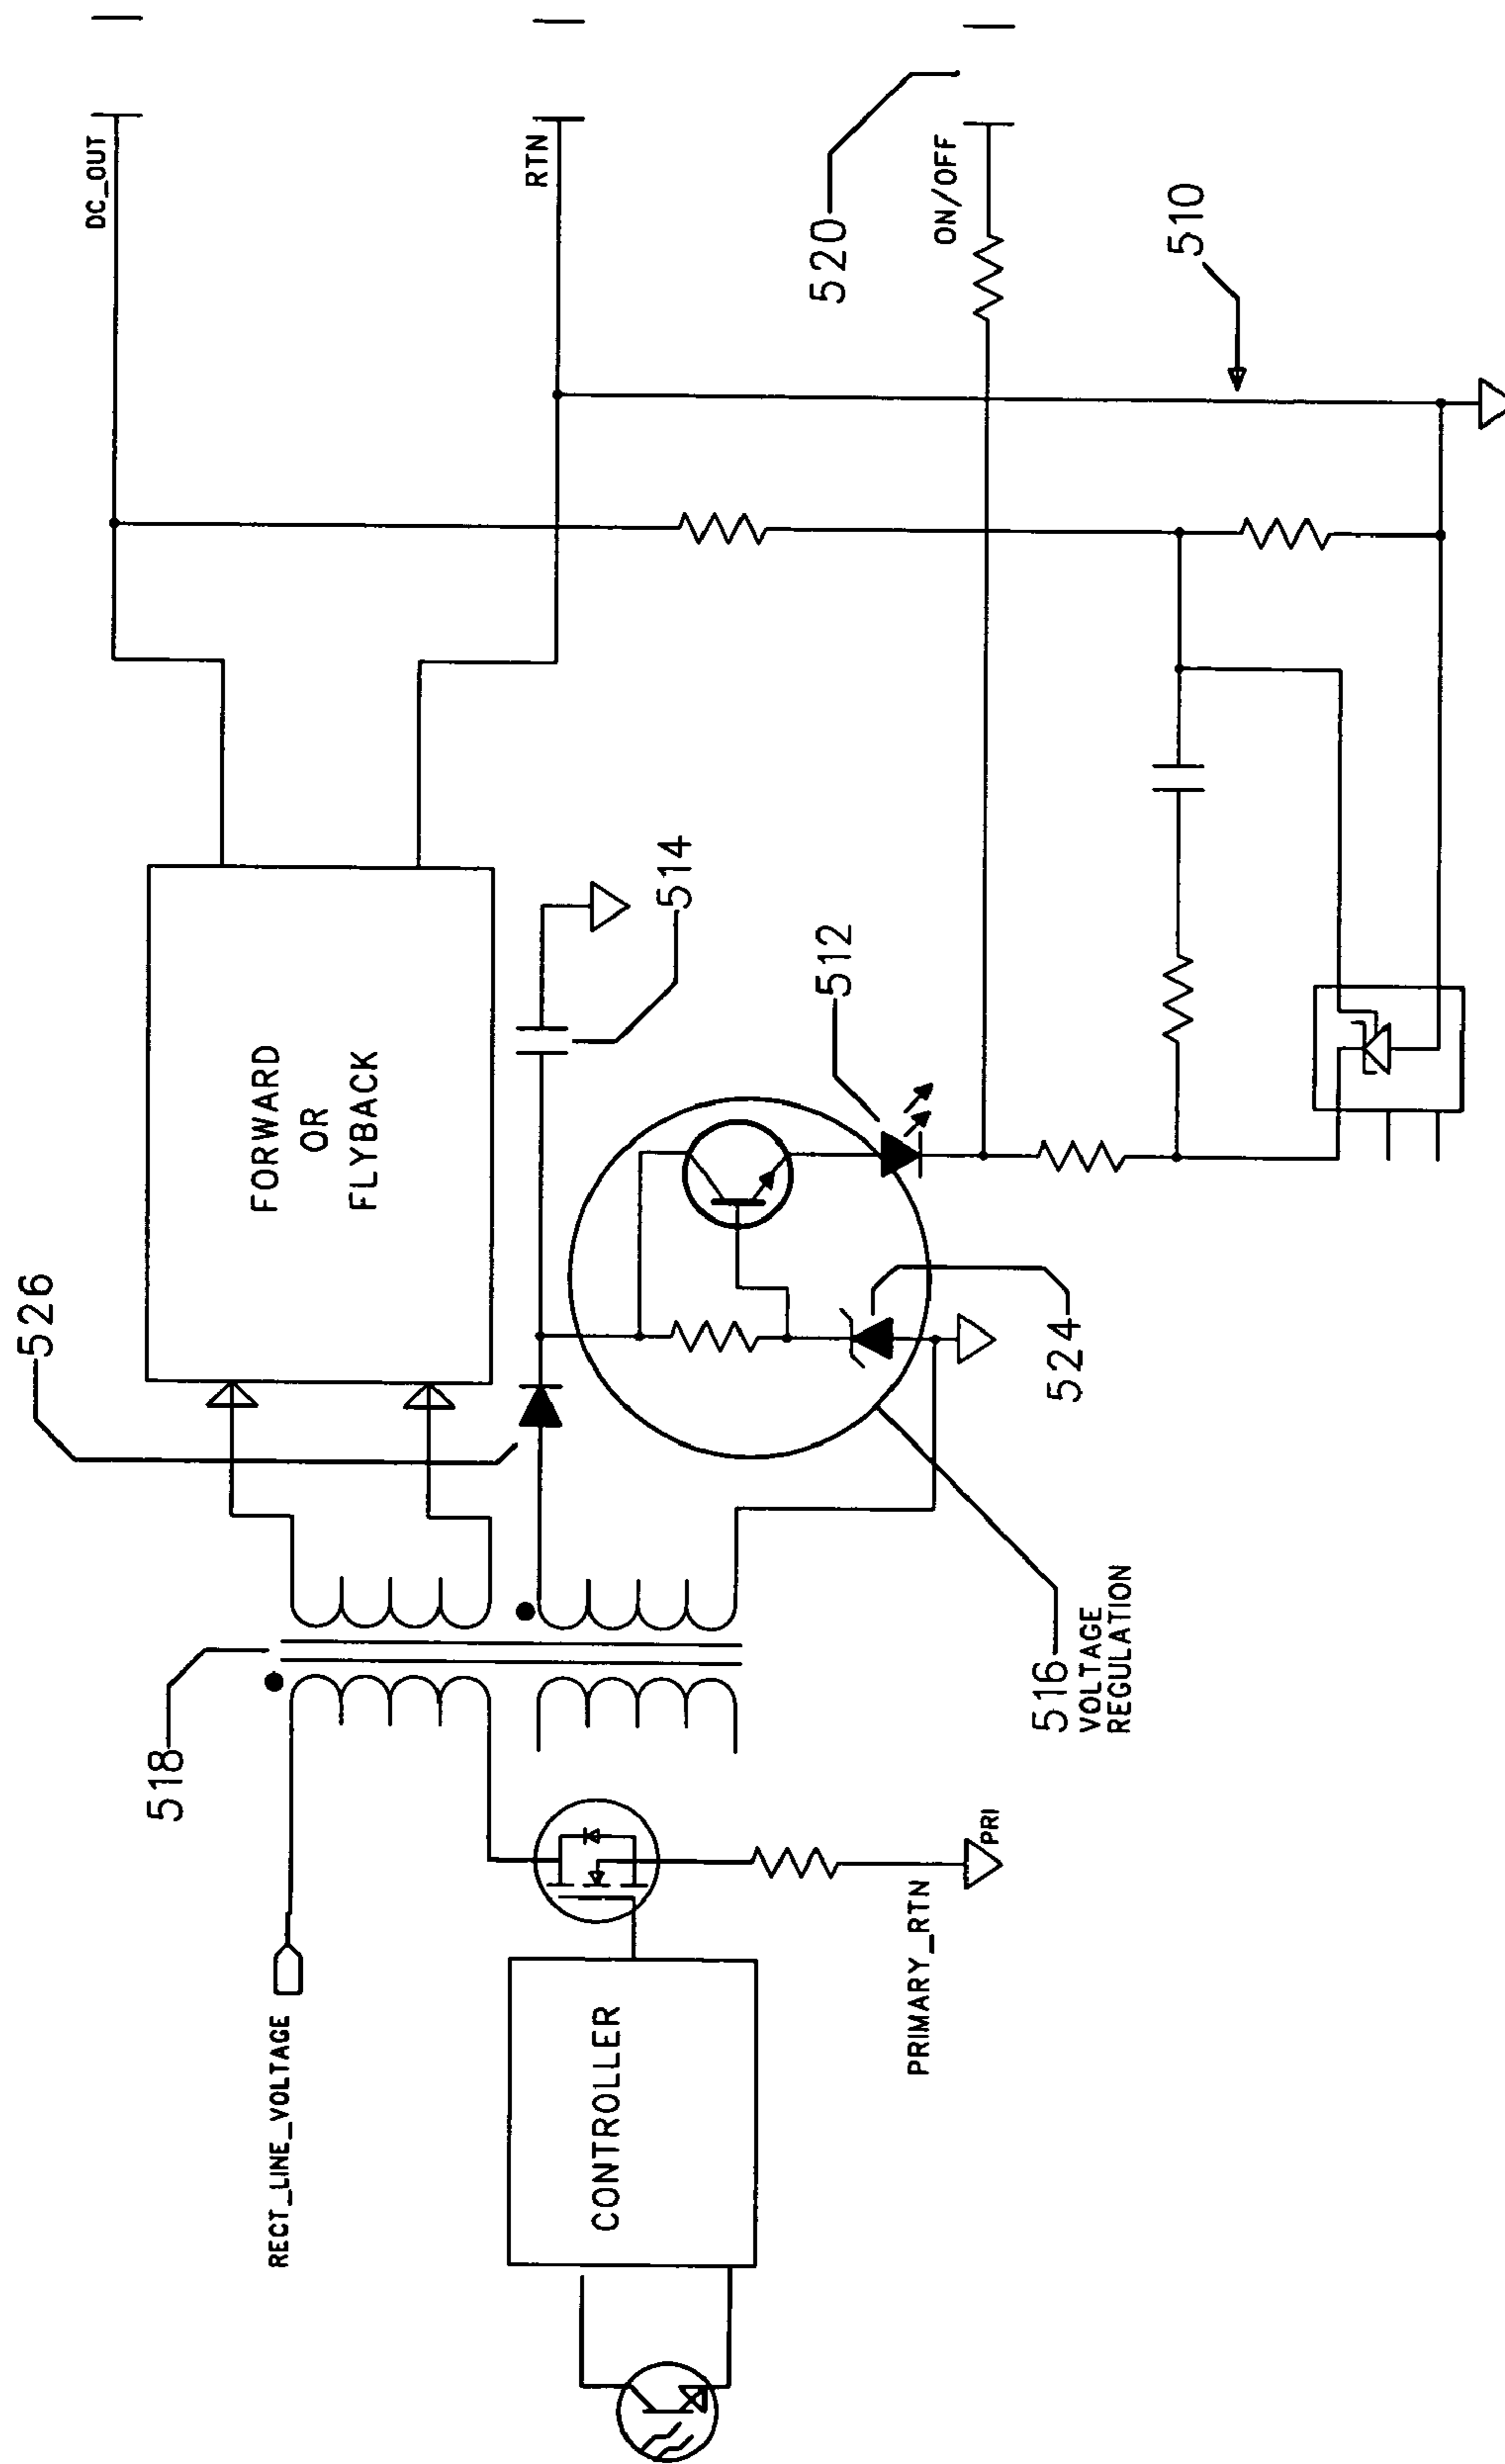 RECT_LINE_VOLTAGE
518
526
FORWARD
OR
FLYBACK
DC_OUT
RTN
514
CONTROLLER
PRIMARY_RTN
PRI
516
VOLTAGE
REGULATION
524
512
520
ON/OFF
510